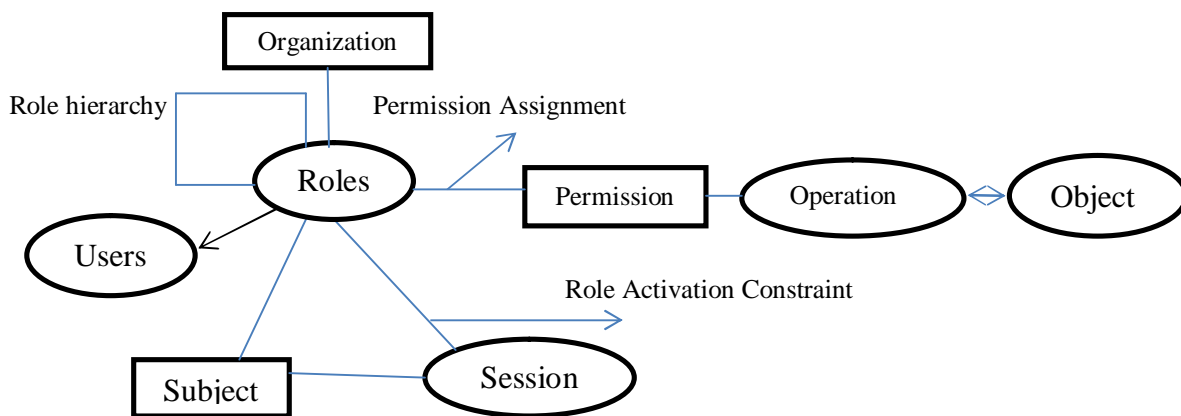 Organization
Role hierarchy
Permission Assignment
Roles
Permission
Operation
Object
Users
Role Activation Constraint
Subject
Session